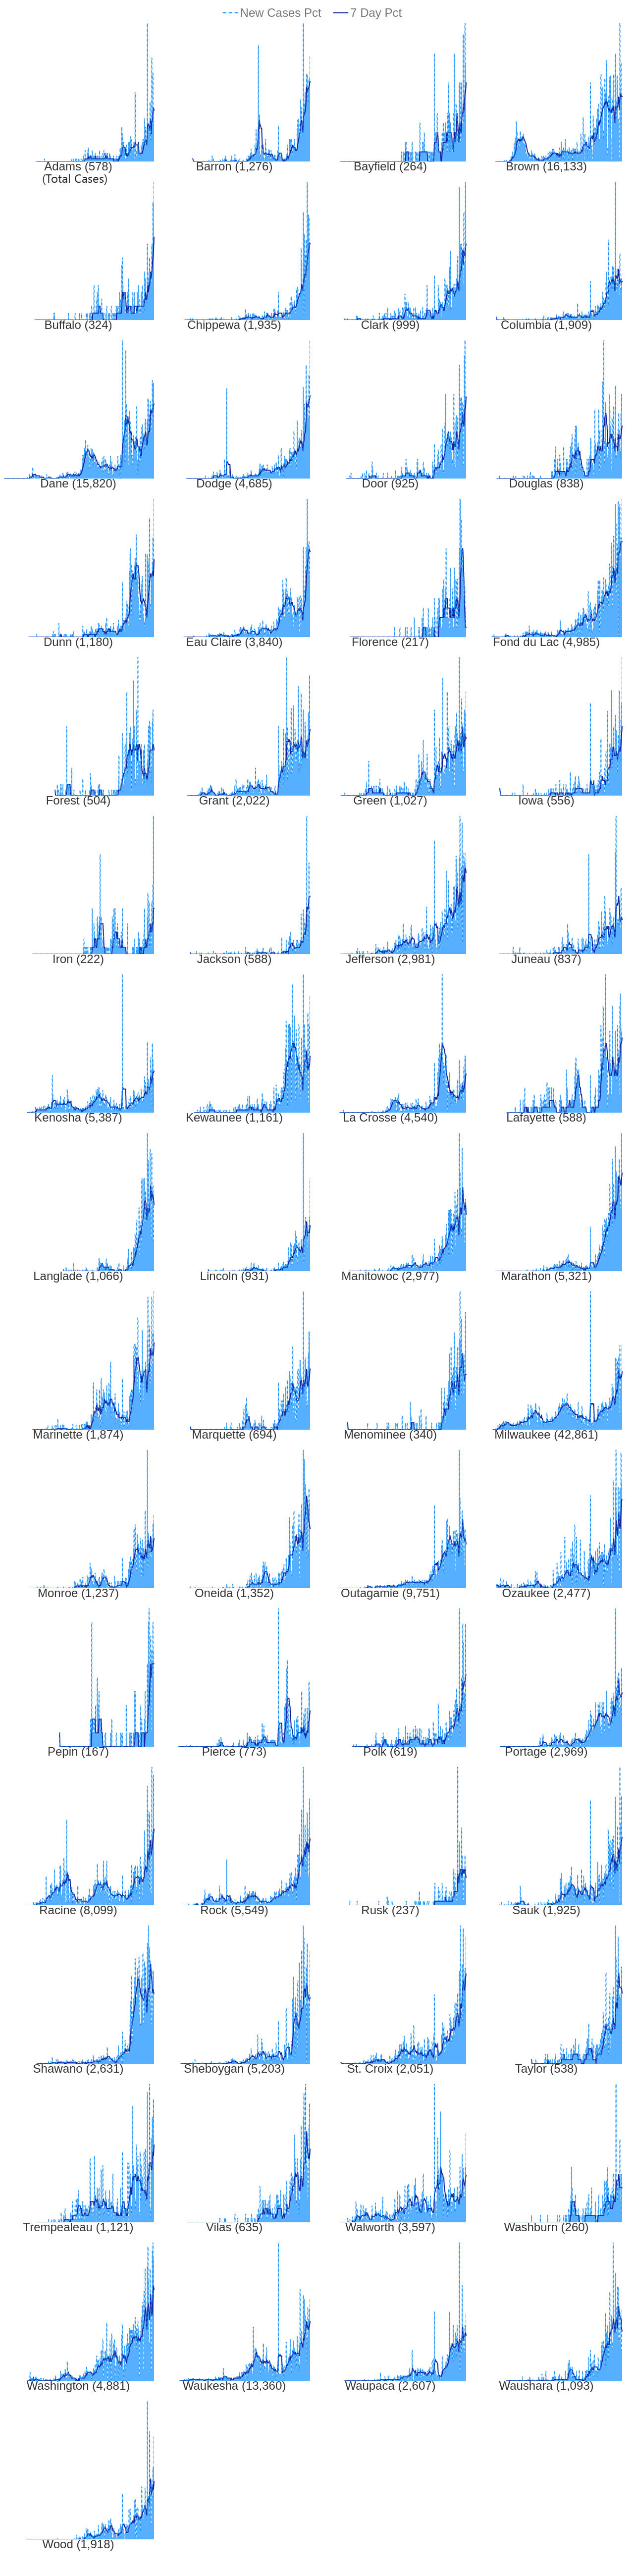 New Cases Pct 7 Day Pct
Adams (578) Barron (1,276) Bayfield (264) Brown (16,133)
(Total Cases)
Buffalo (324) Chippewa (1,935) Clark (999) Columbia (1,909)
Dane (15,820) Dodge (4,685) Door (925) Douglas (838)
Dunn (1,180) Eau Claire (3,840) Florence (217) Fond du Lac (4,985)
Forest (504) Grant (2,022) Green (1,027) Iowa (556)
Iron (222) Jackson (588) Jefferson (2,981) Juneau (837)
Kenosha (5,387) Kewaunee (1,161) La Crosse (4,540) Lafayette (588)
Langlade (1,066) Lincoln (931) Manitowoc (2,977) Marathon (5,321)
Marinette (1,874) Marquette (694) Menominee (340) Milwaukee (42,861)
Monroe (1,237) Oneida (1,352) Outagamie (9,751) Ozaukee (2,477)
Pepin (167) Pierce (773) Polk (619) Portage (2,969)
Racine (8,099) Rock (5,549) Rusk (237) Sauk (1,925)
Shawano (2,631) Sheboygan (5,203) St. Croix (2,051) Taylor (538)
Trempealeau (1,121) Vilas (635) Walworth (3,597) Washburn (260)
Washington (4,881) Waukesha (13,360) Waupaca (2,607) Waushara (1,093)
Wood (1,918)